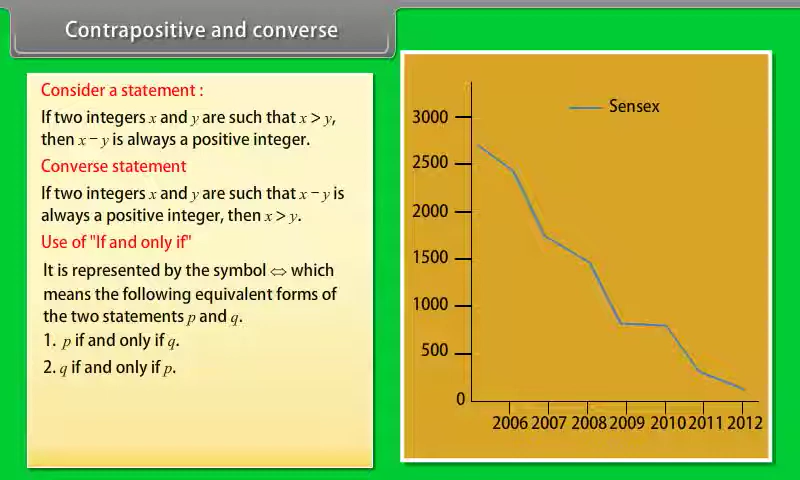 Contrapositive and converse
Consider a statement :
If two integers x and y are such that x > y,
then x − y is always a positive integer.
Converse statement
If two integers x and y are such that x − y is
always a positive integer, then x > y.
Use of "If and only if"
It is represented by the symbol ⇔ which
means the following equivalent forms of
the two statements p and q.
1. p if and only if q.
2. q if and only if p.
Sensex
3000
2500
2000
1500
1000
500
0
2006 2007 2008 2009 2010 2011 2012